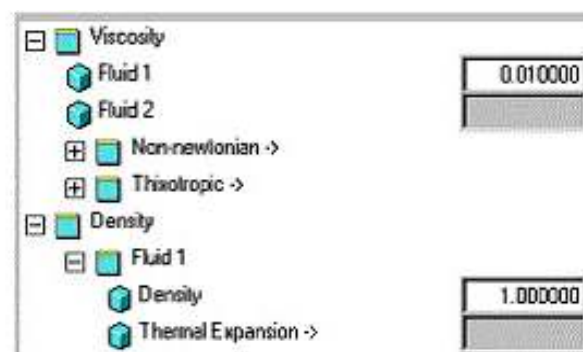 Viscosity
Fluid 1 0.010000
Fluid 2
Non-newtonian ->
Thixotropic ->
Density
Fluid 1
Density 1.000000
Thermal Expansion ->